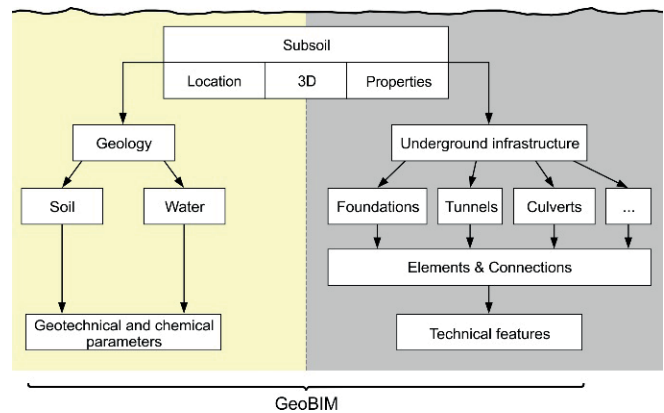 Subsoil
Location 3D Properties
Geology
Underground infrastructure
Soil
Water
Foundations
Tunnels
Culverts
...
Elements & Connections
Geotechnical and chemical
parameters
Technical features
GeoBIM